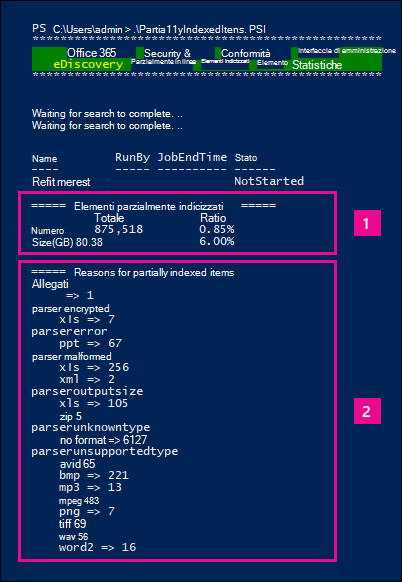 PS C:\Users\admin > .\Partia11yIndexedItens. PSI
************************************************
Office 365 Security & Conformità Interfaccia di amministrazione
eDiscovery Parzialmente in linea Elementi indicizzati Elemento Statistiche
************************************************
Waiting for search to complete. ..
Waiting for search to complete. ..
Name RunBy JobEndTime Stato
---- ----- ---------- ------
Refit merest NotStarted
===== Elementi parzialmente indicizzati =====
Totale Ratio
Numero 875,518 0.85%
Size(GB) 80.38 6.00%
1
===== Reasons for partially indexed items
Allegati
=> 1
parser encrypted
xls => 7
parsererror
ppt => 67
parser malformed
xls => 256
xml => 2
parseroutputsize
xls => 105
zip 5
parserunknowntype
no format => 6127
parserunsupportedtype
avid 65
bmp => 221
mp3 => 13
mpeg 483
png => 7
tiff 69
wav 56
word2 => 16
2